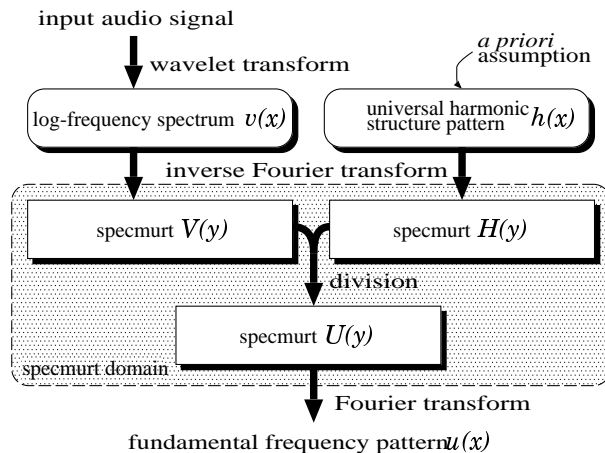 input audio signal
wavelet transform
a priori
assumption
log-frequency spectrum v(x)
universal harmonic
structure pattern h(x)
inverse Fourier transform
specmurt V(y)
specmurt H(y)
division
specmurt U(y)
specmurt domain
Fourier transform
fundamental frequency pattern u(x)